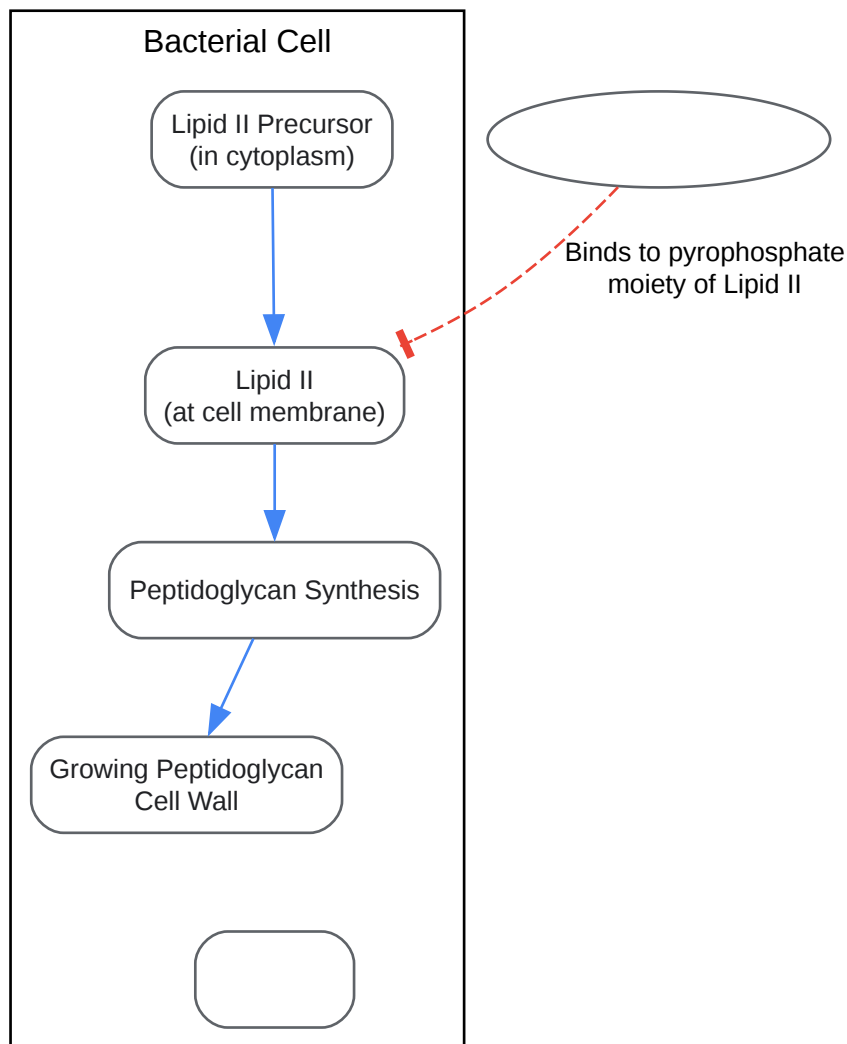 Bacterial Cell
Lipid II Precursor
(in cytoplasm)
Binds to pyrophosphate
moiety of Lipid II
Lipid II
(at cell membrane)
Peptidoglycan Synthesis
Growing Peptidoglycan
Cell Wall